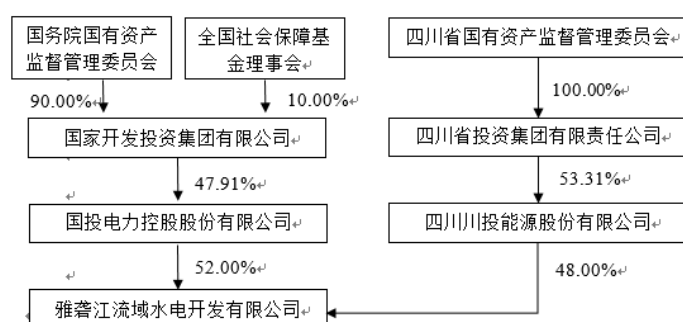 国务院国有资产
监督管理委员会
全国社会保障基
金理事会
四川省国有资产监督管理委员会
90.00%
10.00%
100.00%
国家开发投资集团有限公司
四川省投资集团有限责任公司
47.91%
53.31%
国投电力控股股份有限公司
四川川投能源股份有限公司
52.00%
48.00%
雅砻江流域水电开发有限公司